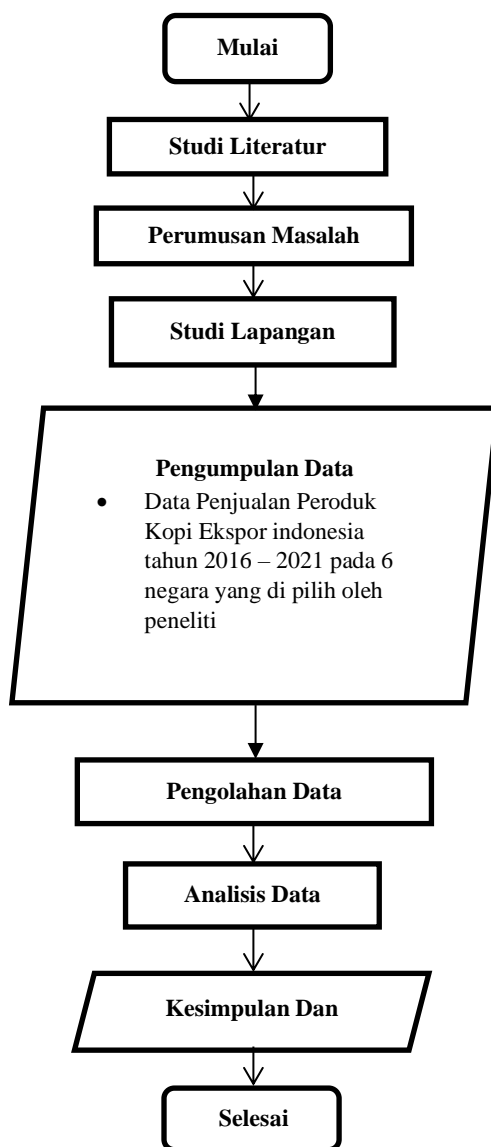 Mulai
Studi Literatur
Perumusan Masalah
Studi Lapangan
Pengumpulan Data
• Data Penjualan Peroduk
Kopi Ekspor indonesia
tahun 2016 – 2021 pada 6
negara yang di pilih oleh
peneliti
Pengolahan Data
Analisis Data
Kesimpulan Dan
Selesai